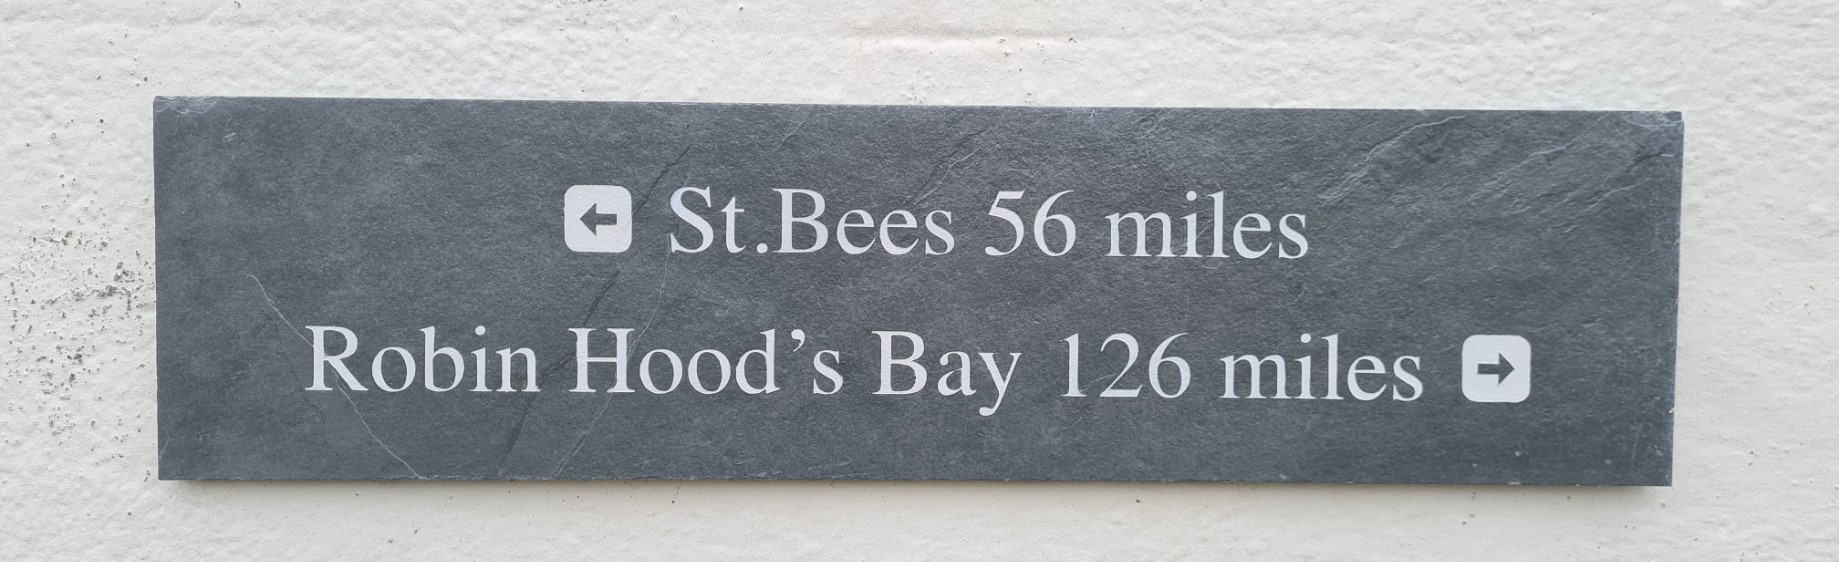 ← St.Bees 56 miles
Robin Hood's Bay 126 miles →